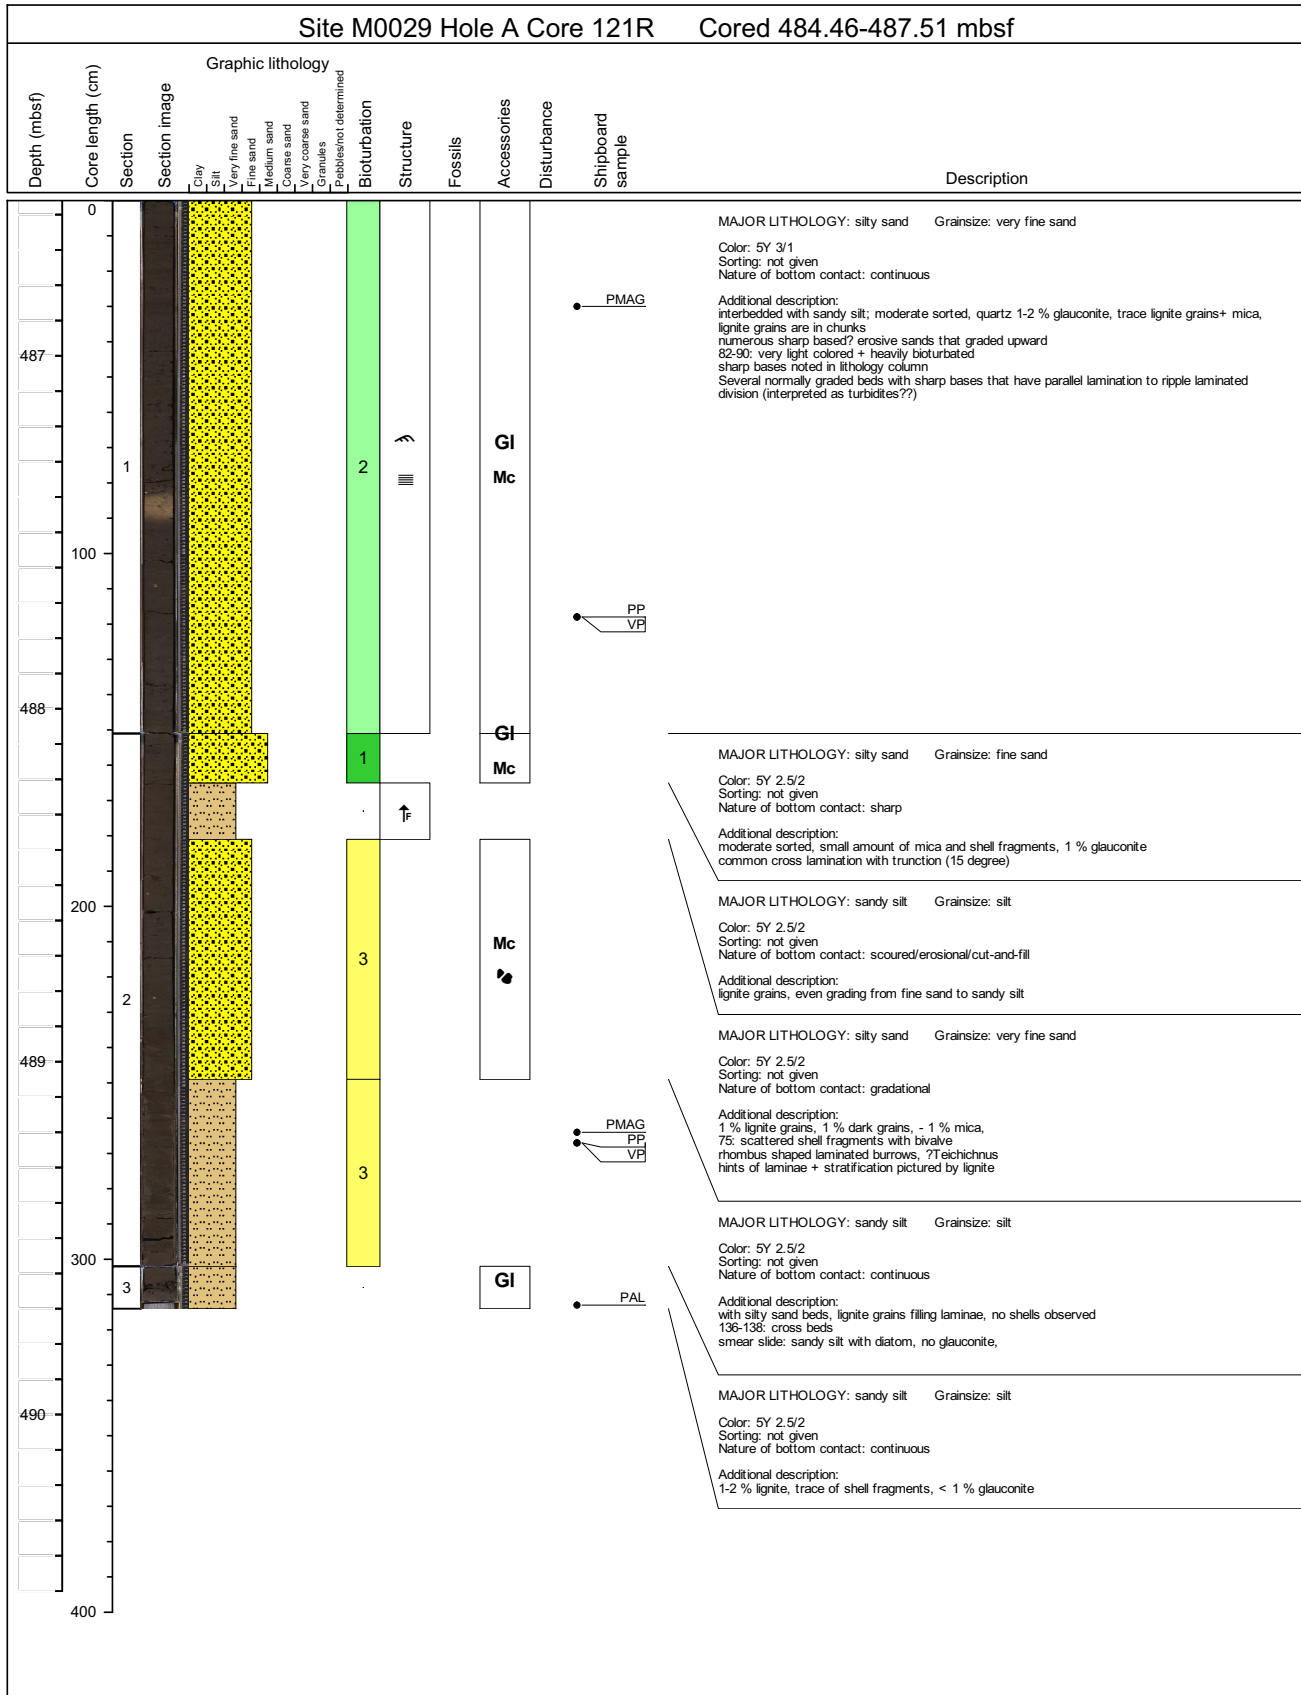 Site M0029 Hole A Core 121R Cored 484.46-487.51 mbsf
Depth (mbsf)
Core length (cm)
Section
Section image
Graphic lithology
Clay
Silt
Very fine sand
Fine sand
Medium sand
Coarse sand
Very coarse sand
Granules
Pebbles/not determined
Bioturbation
Structure
Fossils
Accessories
Disturbance
Shipboard
sample
Description
0
MAJOR LITHOLOGY: silty sand Grainsize: very fine sand
Color: 5Y 3/1
Sorting: not given
Nature of bottom contact: continuous
Additional description:
interbedded with sandy silt; moderate sorted, quartz 1-2 % glauconite, trace lignite grains+ mica,
lignite grains are in chunks
numerous sharp based? erosive sands that graded upward
82-90: very light colored + heavily bioturbated
sharp bases noted in lithology column
Several normally graded beds with sharp bases that have parallel lamination to ripple laminated
division (interpreted as turbidites??)
PMAG
487
1
2
Gl
Mc
100
PP
VP
488
Gl
1
Mc
MAJOR LITHOLOGY: silty sand Grainsize: fine sand
Color: 5Y 2.5/2
Sorting: not given
Nature of bottom contact: sharp
Additional description:
moderate sorted, small amount of mica and shell fragments, 1 % glauconite
common cross lamination with trunction (15 degree)
F
200
MAJOR LITHOLOGY: sandy silt Grainsize: silt
Color: 5Y 2.5/2
Sorting: not given
Nature of bottom contact: scoured/erosional/cut-and-fill
Additional description:
lignite grains, even grading from fine sand to sandy silt
3
Mc
2
489
MAJOR LITHOLOGY: silty sand Grainsize: very fine sand
Color: 5Y 2.5/2
Sorting: not given
Nature of bottom contact: gradational
Additional description:
1 % lignite grains, 1 % dark grains, - 1 % mica,
75: scattered shell fragments with bivalve
rhombus shaped laminated burrows, ?Teichichnus
hints of laminae + stratification pictured by lignite
PMAG
PP
VP
3
300
MAJOR LITHOLOGY: sandy silt Grainsize: silt
Color: 5Y 2.5/2
Sorting: not given
Nature of bottom contact: continuous
Additional description:
with silty sand beds, lignite grains filling laminae, no shells observed
136-138: cross beds
smear slide: sandy silt with diatom, no glauconite,
3
Gl
PAL
490
MAJOR LITHOLOGY: sandy silt Grainsize: silt
Color: 5Y 2.5/2
Sorting: not given
Nature of bottom contact: continuous
Additional description:
1-2 % lignite, trace of shell fragments, < 1 % glauconite
400